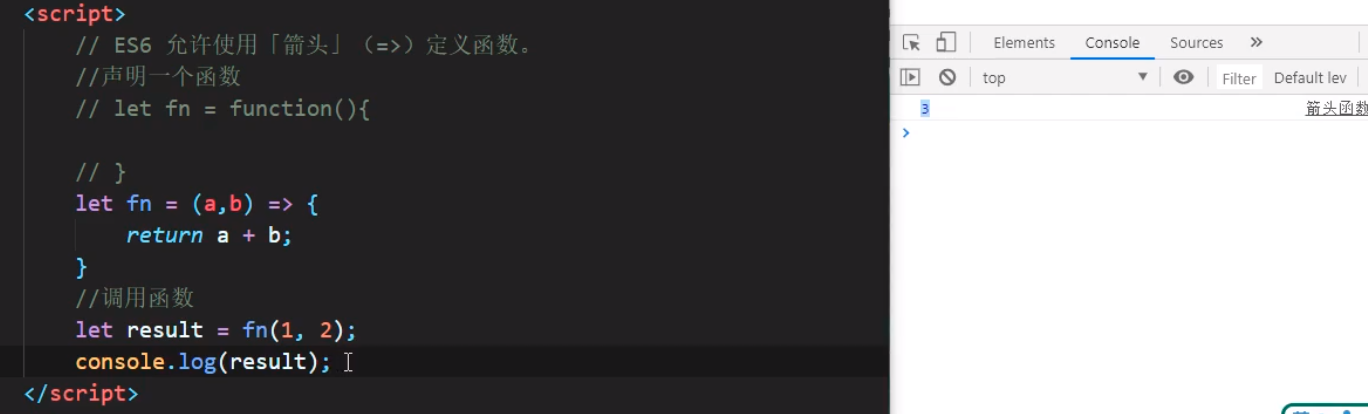 <script>
// ES6 允许使用「箭头」（=>）定义函数。
//声明一个函数
// let fn = function(){
// }
let fn = (a,b) => {
return a + b;
}
//调用函数
let result = fn(1, 2);
console.log(result);
</script>
Elements Console Sources »
top Filter Default lev
3 箭头函数
>